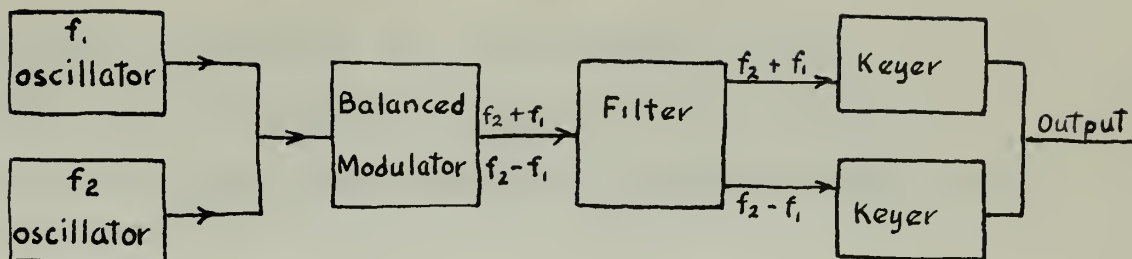 f₁
oscillator
f₂
oscillator
Balanced
Modulator
f₂ + f₁
f₂ - f₁
Filter
f₂ + f₁
f₂ - f₁
Keyer
Keyer
Output